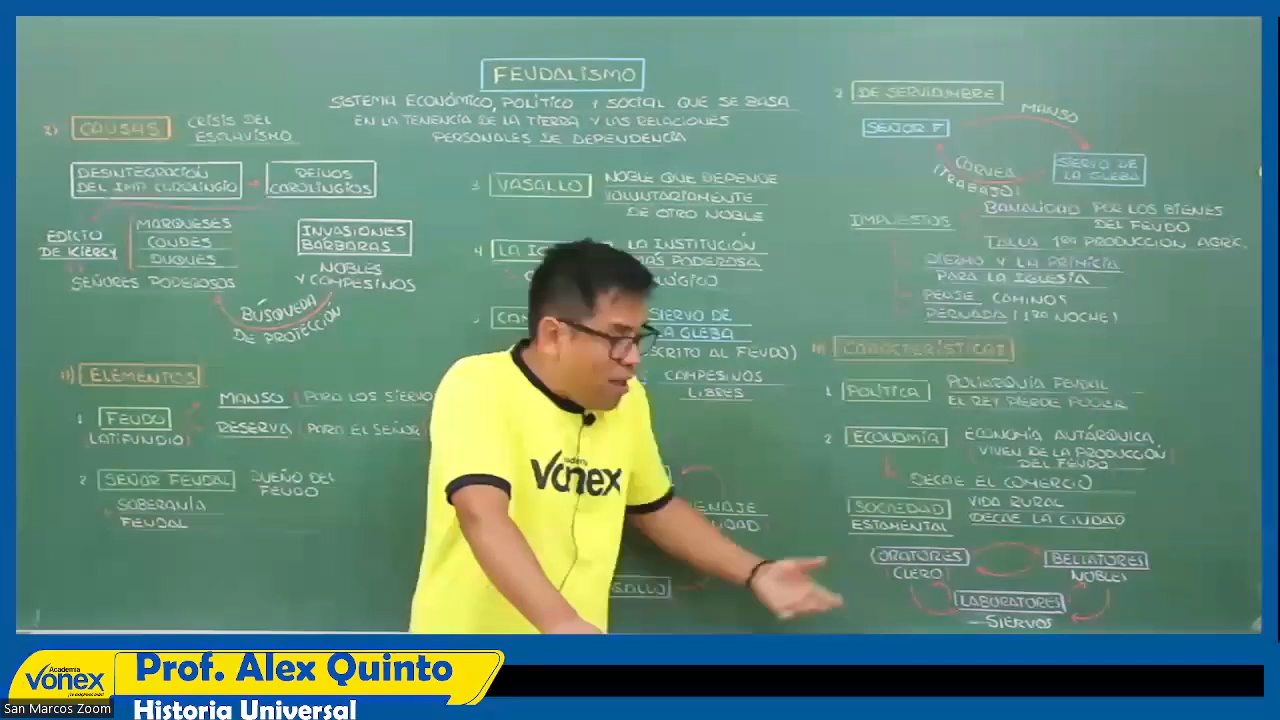 FEUDALISMO
SISTEMA ECONÓMICO, POLÍTICO Y SOCIAL QUE SE BASA
EN LA TENENCIA DE LA TIERRA Y LAS RELACIONES
PERSONALES DE DEPENDENCIA
I) CAUSAS
CRISIS DEL
ESCLAVISMO
DESINTEGRACIÓN
DEL IMP. CAROLINGIO
REINOS
CAROLINGIOS
EDICTO
DE KIERCY
MARQUESES
CONDES
DUQUES
SEÑORES PODEROSOS
INVASIONES
BÁRBARAS
NOBLES
Y CAMPESINOS
BÚSQUEDA
DE PROTECCIÓN
II) ELEMENTOS
1 FEUDO
LATIFUNDIO
MANSO (PARA LOS SIERVO
RESERVA (PARA EL SEÑOR
2 SEÑOR FEUDAL
DUEÑO DEL
FEUDO
SOBERANÍA
FEUDAL
3 VASALLO
NOBLE QUE DEPENDE
VOLUNTARIAMENTE
DE OTRO NOBLE
4 LA
LA INSTITUCIÓN
MÁS PODEROSA
SIERVO DE
LA GLEBA
AL FEUDO)
CAMPESINOS
LIBRES
2 DE SERVIDUMBRE
SEÑOR F
MANSO
SIERVO DE
LA GLEBA
CORVEA
(TRABAJO)
IMPUESTOS
BANALIDAD POR LOS BIENES
DEL FEUDO
TALLA 1RA PRODUCCIÓN AGRIC.
DIEZMO Y LA PRIMICIA
PARA LA IGLESIA
PEAJE CAMINOS
PERNADA (1RA NOCHE)
III) CARACTERÍSTICAS
1 POLÍTICA
POLIARQUÍA FEUDAL
EL REY PIERDE PODER
2 ECONOMÍA
ECONOMÍA AUTÁRQUICA
(VIVEN DE LA PRODUCCIÓN
DEL FEUDO)
DECAE EL COMERCIO
SOCIEDAD
ESTAMENTAL
VIDA RURAL
DECAE LA CIUDAD
ORATORES
(CLERO)
BELLATORES
NOBLES
LABORATORES
SIERVOS
Academia
vonex
Academia
vonex
Prof. Alex Quinto
Historia Universal
San Marcos Zoom